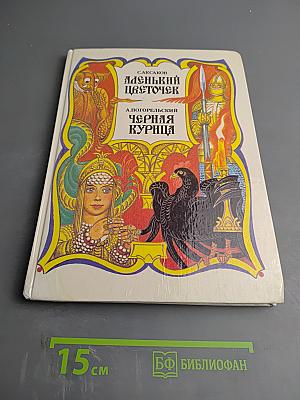 С. АКСАКОВ
АЛЕНЬКИЙ
ЦВЕТОЧЕК
А. ПОГОРЕЛЬСКИЙ
ЧЕРНАЯ
КУРИЦА
15 см
БФ БИБЛИОФАН